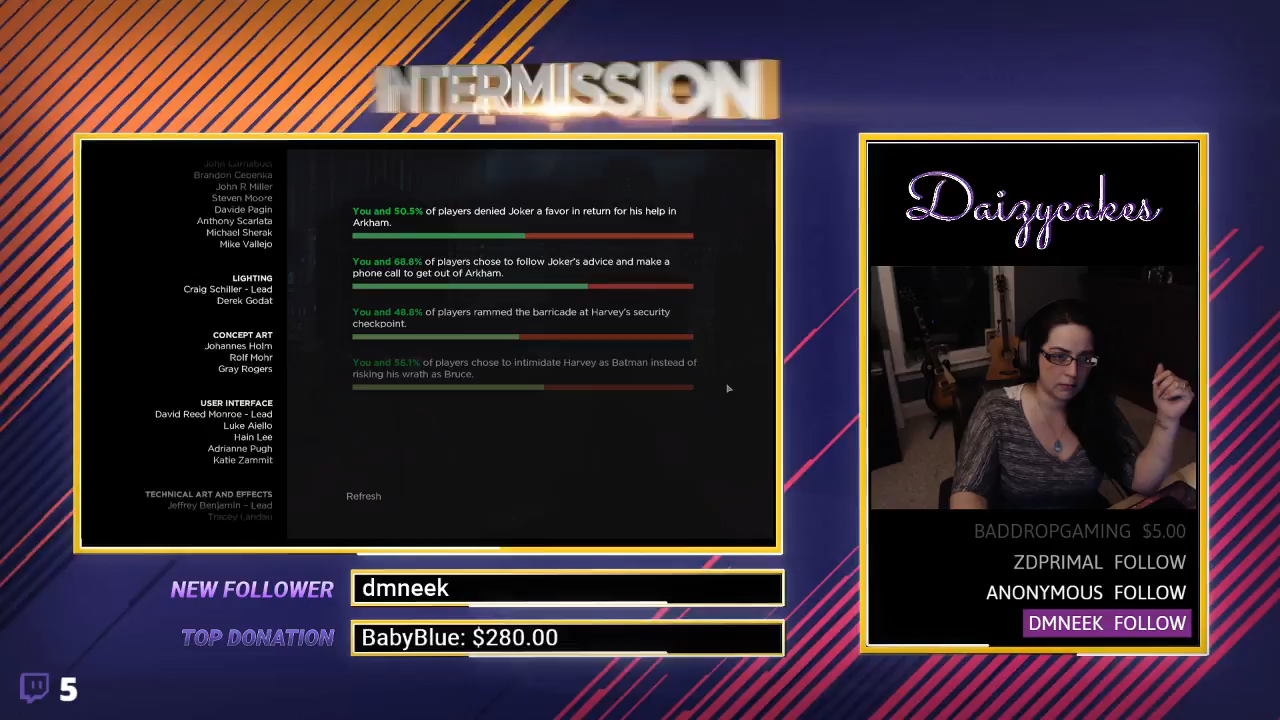 INTERMISSION
John Carnabuci
Brandon Cebenka
John R Miller
Steven Moore
Davide Pagin
Anthony Scarlata
Michael Sherak
Mike Vallejo
LIGHTING
Craig Schiller - Lead
Derek Godat
CONCEPT ART
Johannes Holm
Rolf Mohr
Gray Rogers
USER INTERFACE
David Reed Monroe - Lead
Luke Aiello
Hain Lee
Adrianne Pugh
Katie Zammit
TECHNICAL ART AND EFFECTS
Jeffrey Benjamin - Lead
Tracey Landau
You and 50.5% of players denied Joker a favor in return for his help in
Arkham.
You and 68.8% of players chose to follow Joker's advice and make a
phone call to get out of Arkham.
You and 48.8% of players rammed the barricade at Harvey's security
checkpoint.
You and 56.1% of players chose to intimidate Harvey as Batman instead of
risking his wrath as Bruce.
Refresh
Daizycakes
BADDROPGAMING $5.00
ZDPRIMAL FOLLOW
ANONYMOUS FOLLOW
DMNEEK FOLLOW
NEW FOLLOWER dmneek
TOP DONATION BabyBlue: $280.00
5